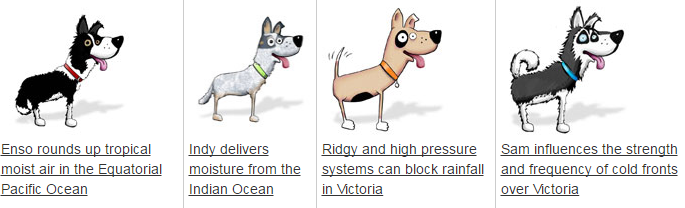 Enso rounds up tropical
moist air in the Equatorial
Pacific Ocean
Indy delivers
moisture from the
Indian Ocean
Ridgy and high pressure
systems can block rainfall
in Victoria
Sam influences the strength
and frequency of cold fronts
over Victoria